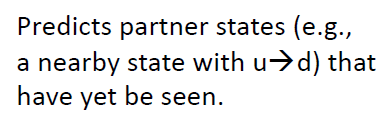 Predicts partner states (e.g.,
a nearby state with u→d) that
have yet be seen.